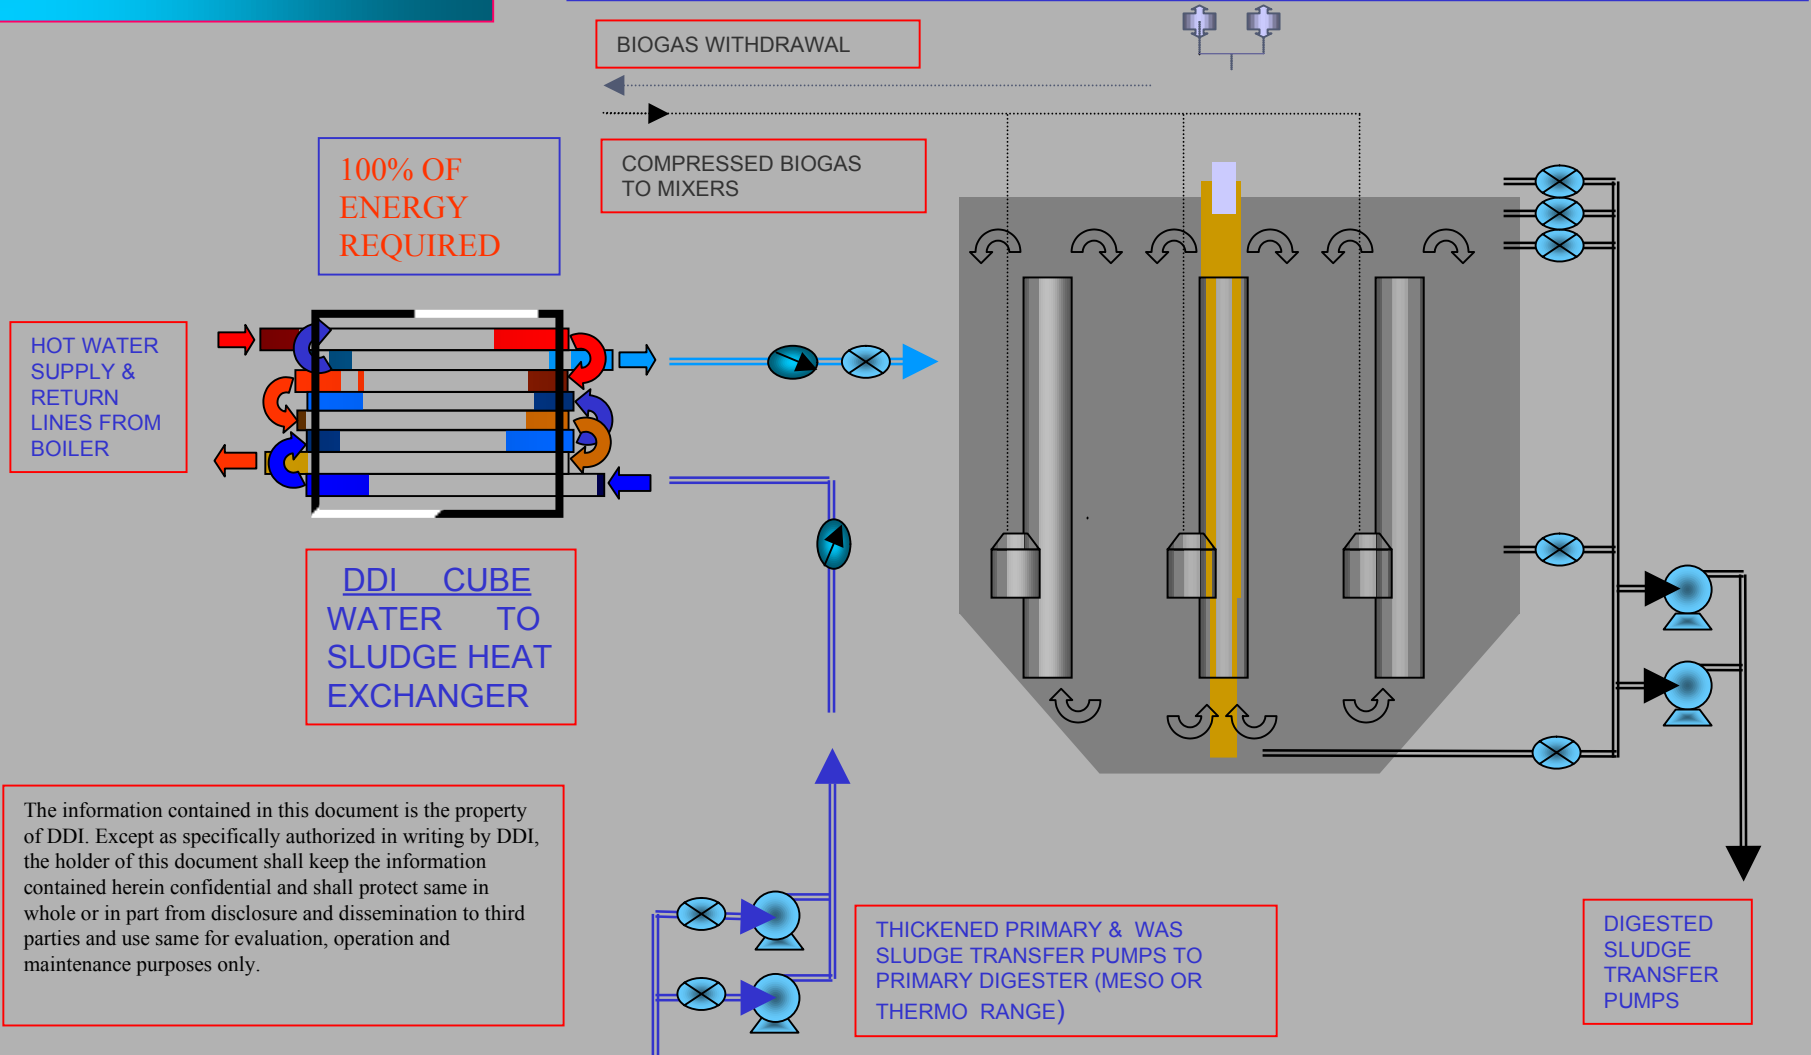 BIOGAS WITHDRAWAL
100% OF
ENERGY
REQUIRED
COMPRESSED BIOGAS
TO MIXERS
HOT WATER
SUPPLY &
RETURN
LINES FROM
BOILER
DDI CUBE
WATER TO
SLUDGE HEAT
EXCHANGER
The information contained in this document is the property
of DDI. Except as specifically authorized in writing by DDI,
the holder of this document shall keep the information
contained herein confidential and shall protect same in
whole or in part from disclosure and dissemination to third
parties and use same for evaluation, operation and
maintenance purposes only.
THICKENED PRIMARY & WAS
SLUDGE TRANSFER PUMPS TO
PRIMARY DIGESTER (MESO OR
THERMO RANGE)
DIGESTED
SLUDGE
TRANSFER
PUMPS